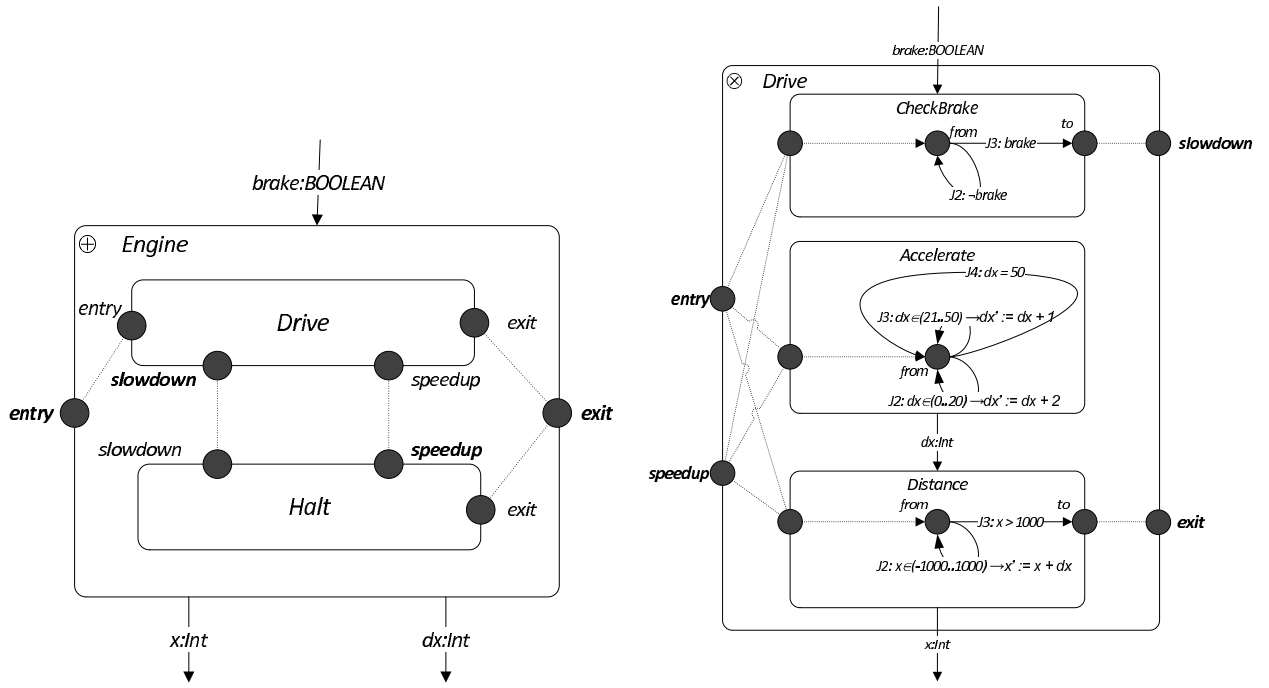 brake:BOOLEAN
⊕ Engine
entry
Drive
exit
slowdown
speedup
entry
exit
slowdown
speedup
Halt
exit
x:Int
dx:Int
brake:BOOLEAN
⊗ Drive
CheckBrake
from
to
J3: brake
slowdown
J2: ¬brake
Accelerate
J4: dx = 50
entry
J3: dx∈(21..50) →dx' := dx + 1
from
J2: dx∈(0..20) →dx' := dx + 2
dx:Int
speedup
Distance
from
to
J3: x > 1000
exit
J2: x∈(-1000..1000) →x' := x + dx
x:Int